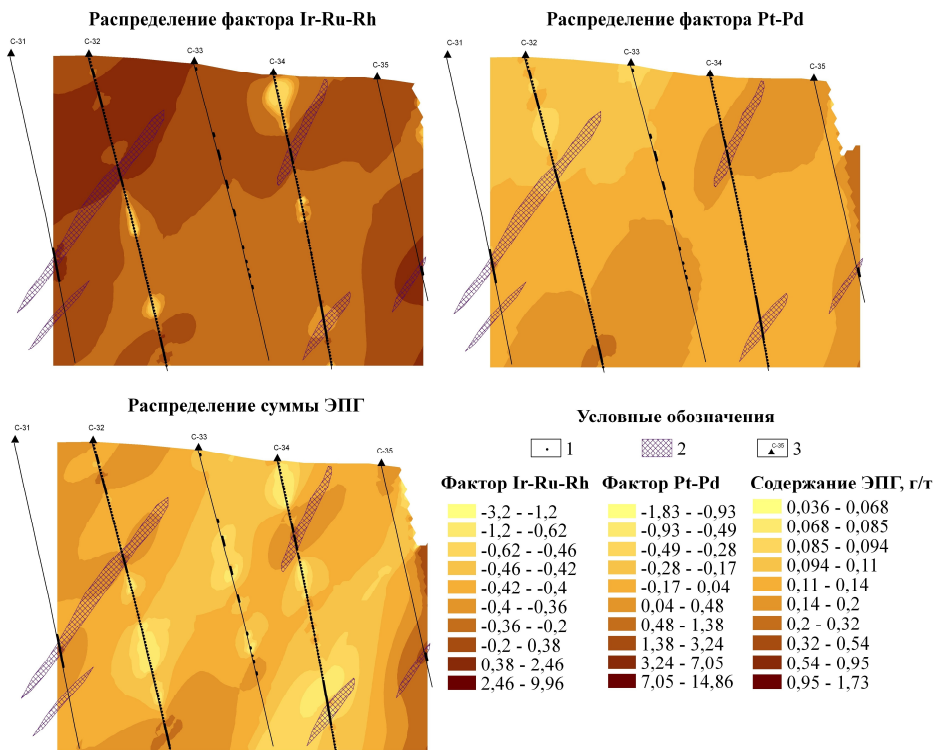 Распределение фактора Ir-Ru-Rh
С-31
С-32
С-33
С-34
С-35
Распределение фактора Pt-Pd
С-31
С-32
С-33
С-34
С-35
Распределение суммы ЭПГ
С-31
С-32
С-33
С-34
С-35
Условные обозначения
1
2
С-35
3
Фактор Ir-Ru-Rh
-3,2 - -1,2
-1,2 - -0,62
-0,62 - -0,46
-0,46 - -0,42
-0,42 - -0,4
-0,4 - -0,36
-0,36 - -0,2
-0,2 - 0,38
0,38 - 2,46
2,46 - 9,96
Фактор Pt-Pd
-1,83 - -0,93
-0,93 - -0,49
-0,49 - -0,28
-0,28 - -0,17
-0,17 - 0,04
0,04 - 0,48
0,48 - 1,38
1,38 - 3,24
3,24 - 7,05
7,05 - 14,86
Содержание ЭПГ, г/т
0,036 - 0,068
0,068 - 0,085
0,085 - 0,094
0,094 - 0,11
0,11 - 0,14
0,14 - 0,2
0,2 - 0,32
0,32 - 0,54
0,54 - 0,95
0,95 - 1,73